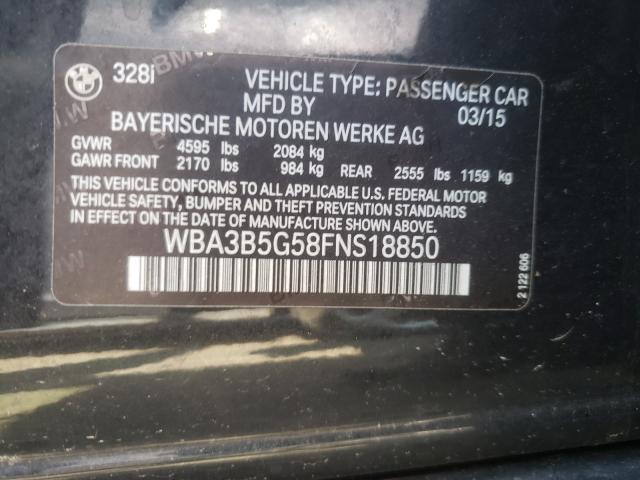 328i VEHICLE TYPE: PASSENGER CAR
MFD BY 03/15
BAYERISCHE MOTOREN WERKE AG
GVWR 4595 lbs 2084 kg
GAWR FRONT 2170 lbs 984 kg REAR 2555 lbs 1159 kg
THIS VEHICLE CONFORMS TO ALL APPLICABLE U.S. FEDERAL MOTOR
VEHICLE SAFETY, BUMPER AND THEFT PREVENTION STANDARDS
IN EFFECT ON THE DATE OF MANUFACTURE SHOWN ABOVE.
WBA3B5G58FNS18850
2 122 606